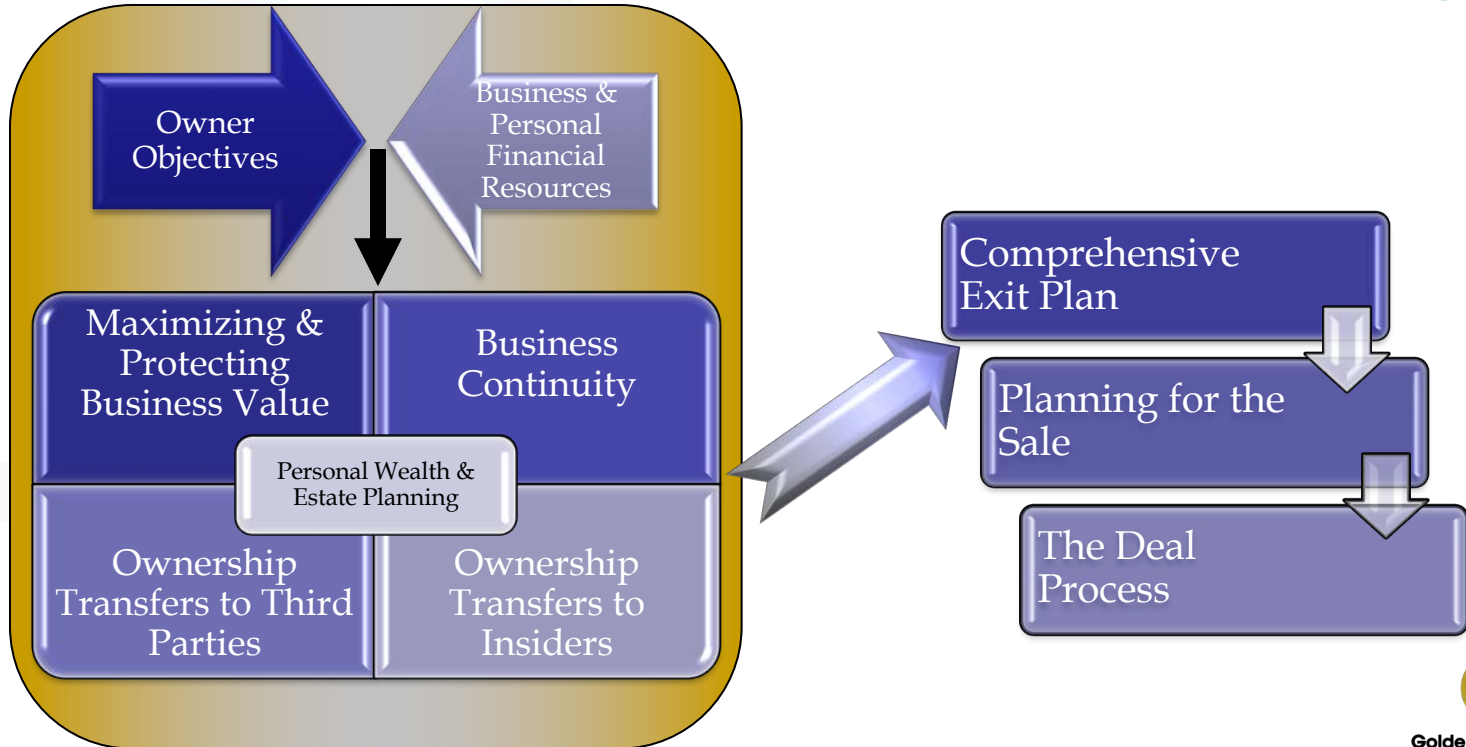 Owner
Objectives
Business &
Personal
Financial
Resources
Maximizing &
Protecting
Business Value
Business
Continuity
Personal Wealth &
Estate Planning
Ownership
Transfers to Third
Parties
Ownership
Transfers to
Insiders
Comprehensive
Exit Plan
Planning for the
Sale
The Deal
Process
Golde